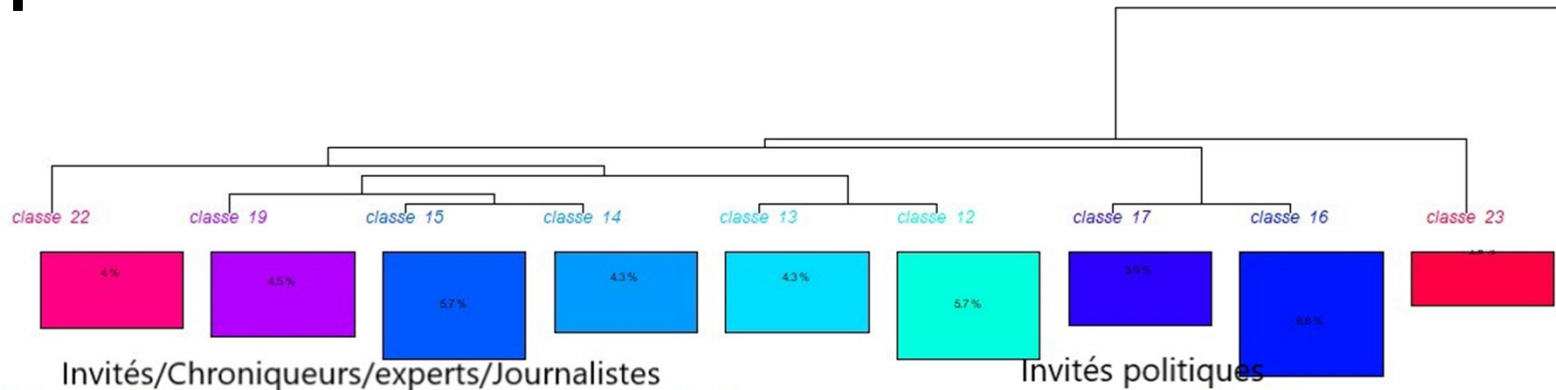 classe 22 classe 19 classe 15 classe 14 classe 13 classe 12 classe 17 classe 16 classe 23
4 % 4.5 % 5.7 % 4.3 % 4.3 % 5.7 % 3.9 % 6.6 %
Invités/Chroniqueurs/experts/Journalistes Invités politiques